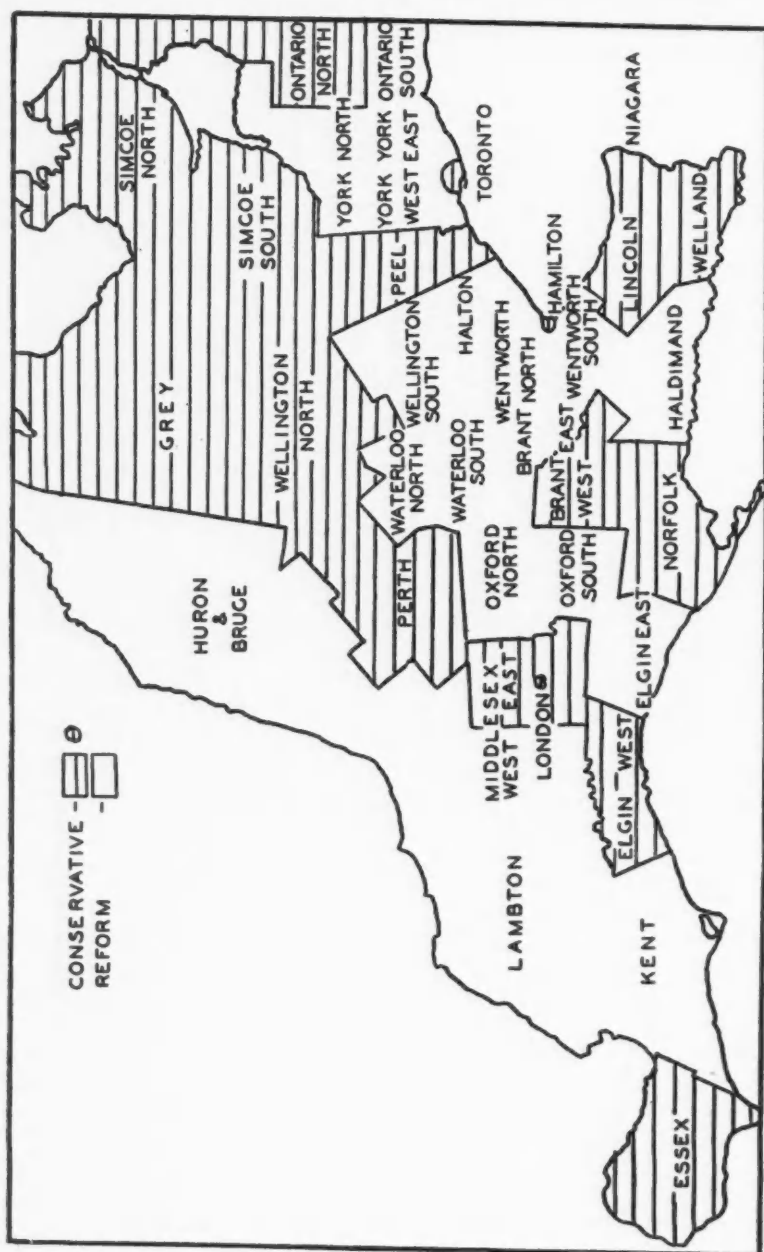 CONSERVATIVE -
REFORM -
SIMCOE
NORTH
GREY
SIMCOE
SOUTH
ONTARIO
NORTH
YORK NORTH
YORK YORK ONTARIO
WEST EAST SOUTH
TORONTO
NIAGARA
HURON
&
BRUGE
WELLINGTON
NORTH
PEEL
WELLINGTON
SOUTH
HALTON
WATERLOO
NORTH
WATERLOO
SOUTH
WENTWORTH
NORTH
HAMILTON
WENTWORTH
SOUTH
LINCOLN
WELLAND
PERTH
BRANT
EAST
BRANT
WEST
HALDIMAND
OXFORD
NORTH
OXFORD
SOUTH
NORFOLK
MIDDLESEX
WEST EAST
LONDON
ELGIN EAST
ELGIN WEST
LAMBTON
KENT
ESSEX